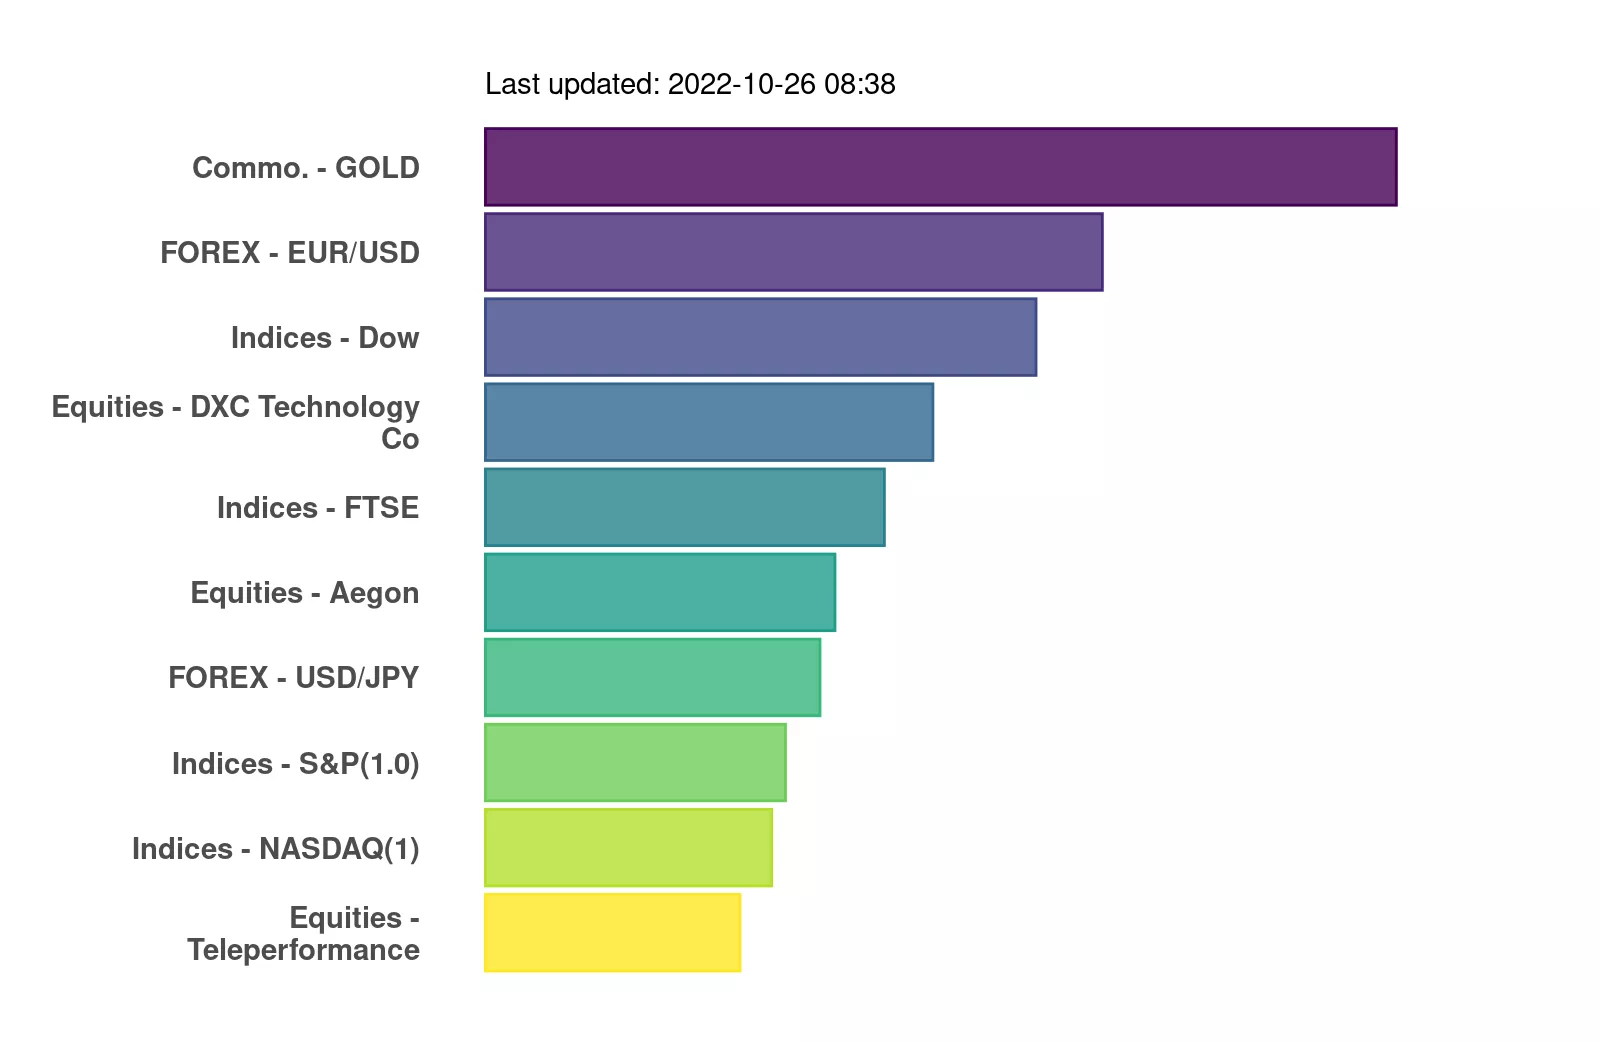 Last updated: 2022-10-26 08:38
Commo. - GOLD
FOREX - EUR/USD
Indices - Dow
Equities - DXC Technology
Co
Indices - FTSE
Equities - Aegon
FOREX - USD/JPY
Indices - S&P(1.0)
Indices - NASDAQ(1)
Equities -
Teleperformance